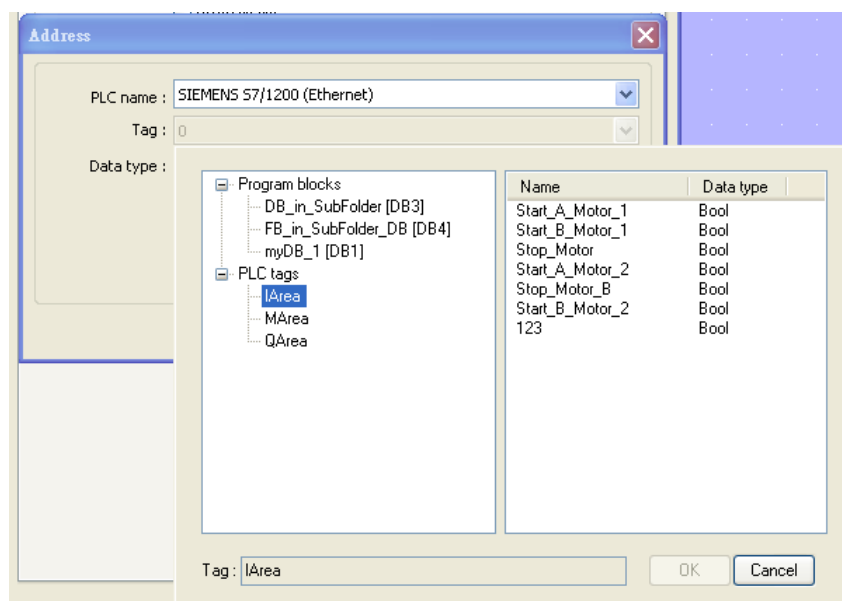 Address
PLC name : SIEMENS S7/1200 (Ethernet)
Tag : 0
Data type :
Program blocks
DB_in_SubFolder [DB3]
FB_in_SubFolder_DB [DB4]
myDB_1 [DB1]
PLC tags
IArea
MArea
QArea
Name Data type
Start_A_Motor_1 Bool
Start_B_Motor_1 Bool
Stop_Motor Bool
Start_A_Motor_2 Bool
Stop_Motor_B Bool
Start_B_Motor_2 Bool
123 Bool
Tag : IArea
OK Cancel